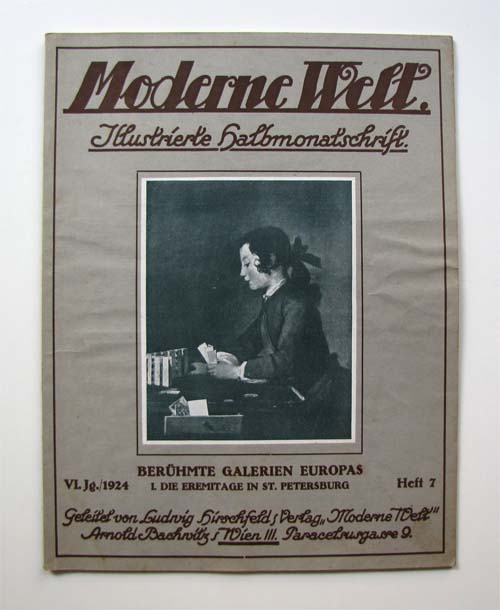 Moderne Welt.
Illustrierte Halbmonatschrift.
BERÜHMTE GALERIEN EUROPAS
VI. Jg./1924 I. DIE EREMITAGE IN ST. PETERSBURG Heft 7
Geleitet von Ludwig Hirschfeld / Verlag „Moderne Welt"
Arnold Bachwitz / Wien III. Paracelsusgasse 9.